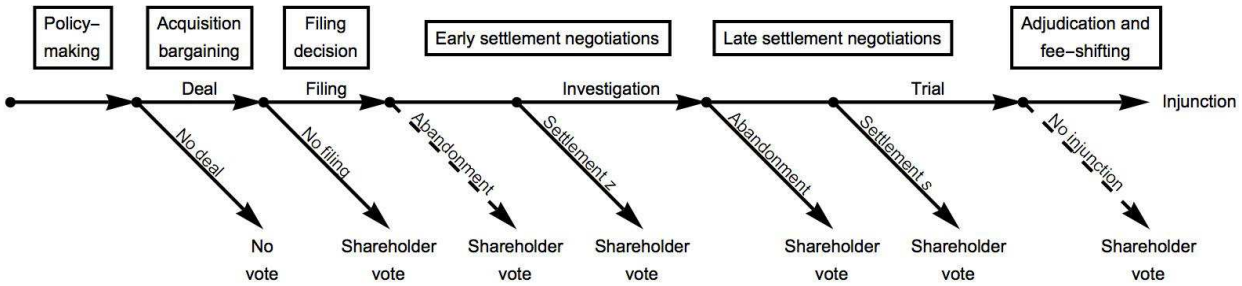 Policy–
making
Acquisition
bargaining
Filing
decision
Early settlement negotiations
Late settlement negotiations
Adjudication and
fee–shifting
Deal
Filing
Investigation
Trial
Injunction
No deal
No filing
Abandonment
Settlement z
Abandonment
Settlement s
No injunction
No
vote
Shareholder
vote
Shareholder
vote
Shareholder
vote
Shareholder
vote
Shareholder
vote
Shareholder
vote